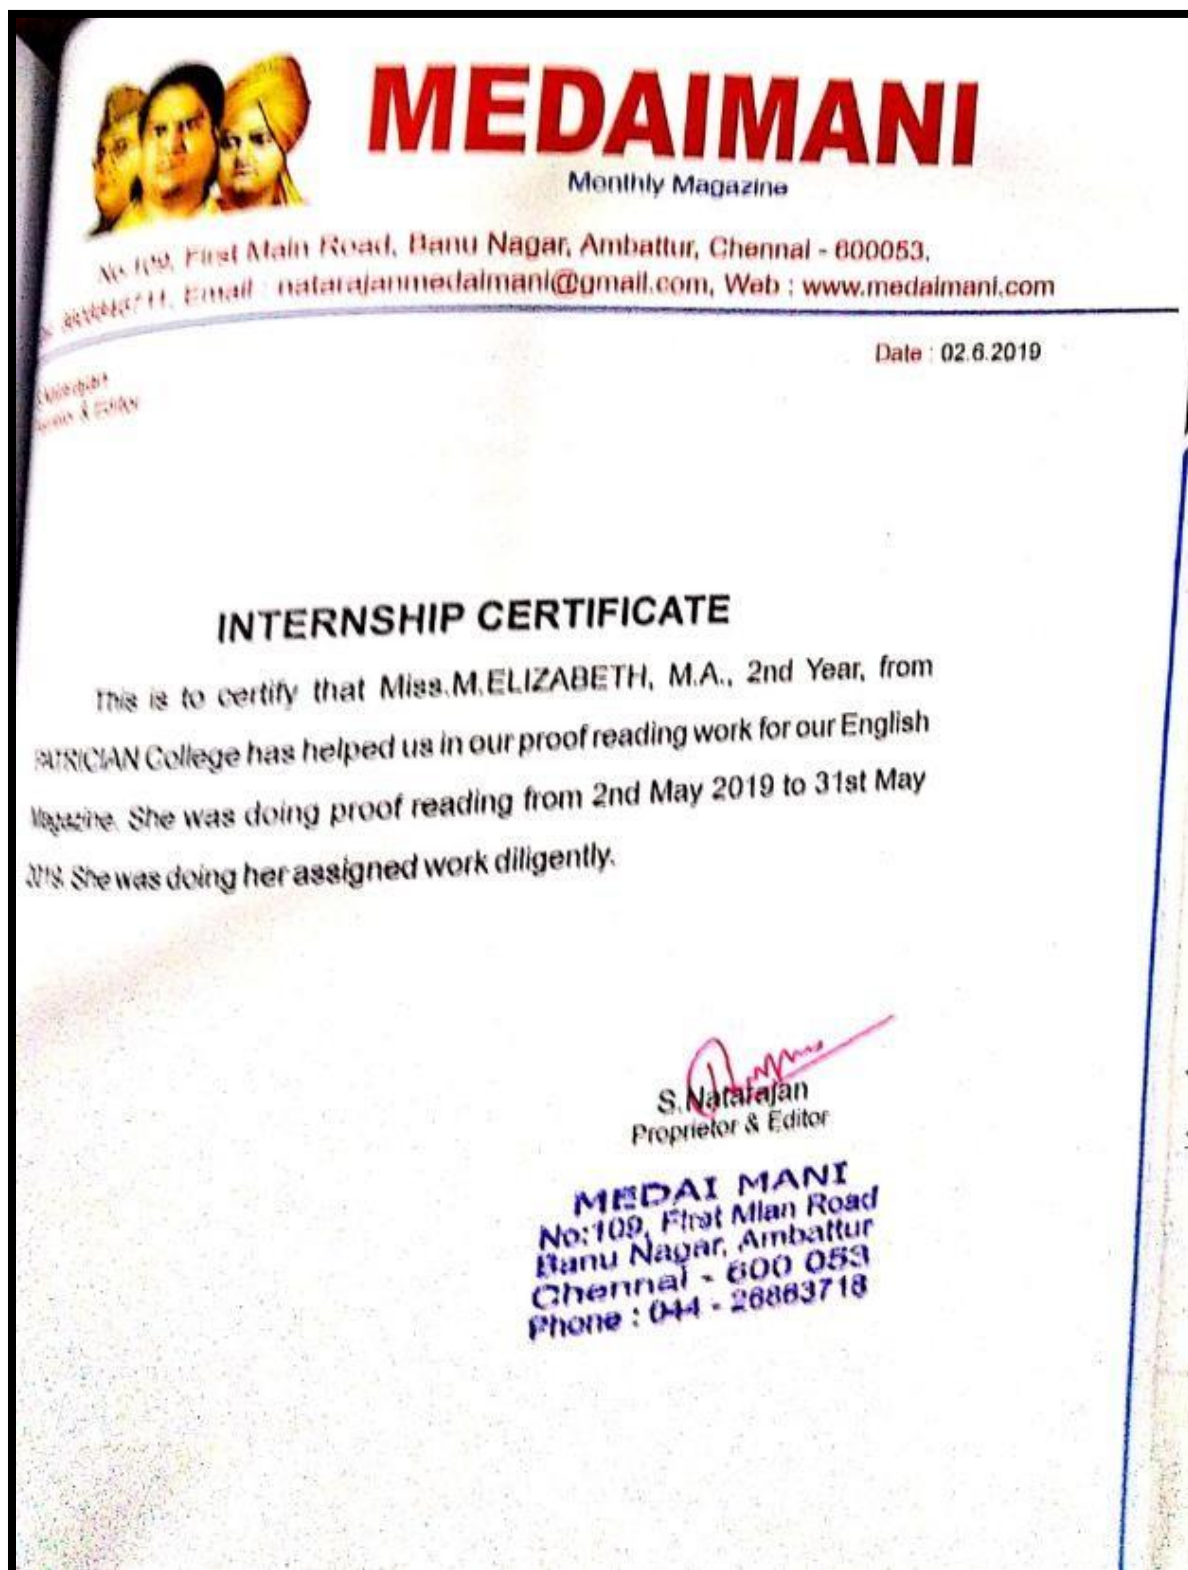 MEDAIMANI
Monthly Magazine
No. 109, First Main Road, Banu Nagar, Ambattur, Chennai - 600053,
Email : natarajanmedaimani@gmail.com, Web : www.medaimani.com
Date : 02.6.2019
& Editor
INTERNSHIP CERTIFICATE
This is to certify that Miss.M.ELIZABETH, M.A., 2nd Year, from
PATRICIAN College has helped us in our proof reading work for our English
Magazine. She was doing proof reading from 2nd May 2019 to 31st May
2019. She was doing her assigned work diligently.
S.Natarajan
Proprietor & Editor
MEDAI MANI
No:109, First Mian Road
Banu Nagar, Ambattur
Chennai - 600 053
Phone : 044 - 26863718